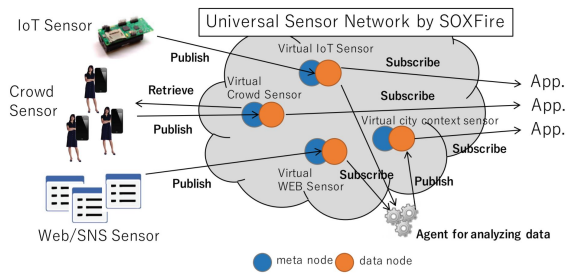 Universal Sensor Network by SOXFire
IoT Sensor
Publish
Virtual IoT Sensor
Subscribe
App.
Crowd
Sensor
Retrieve
Virtual
Crowd Sensor
Subscribe
App.
Publish
Virtual city context sensor
App.
Subscribe
Publish
Virtual
WEB Sensor
Subscribe
Publish
Web/SNS Sensor
Agent for analyzing data
meta node
data node